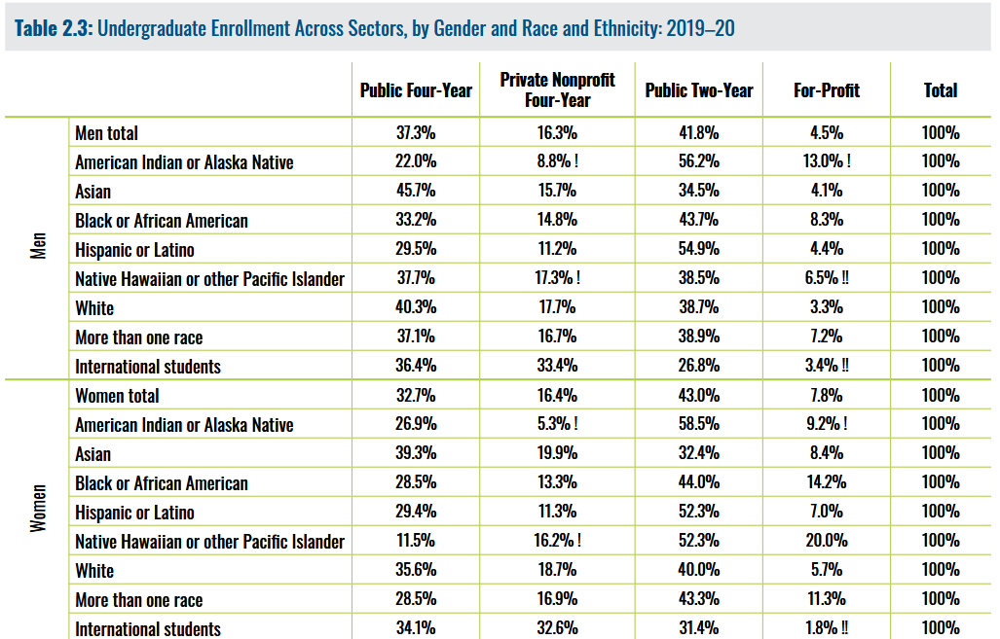 Table 2.3: Undergraduate Enrollment Across Sectors, by Gender and Race and Ethnicity: 2019–20
Public Four-Year Private Nonprofit Four-Year Public Two-Year For-Profit Total
Men
Men total 37.3% 16.3% 41.8% 4.5% 100%
American Indian or Alaska Native 22.0% 8.8% ! 56.2% 13.0% ! 100%
Asian 45.7% 15.7% 34.5% 4.1% 100%
Black or African American 33.2% 14.8% 43.7% 8.3% 100%
Hispanic or Latino 29.5% 11.2% 54.9% 4.4% 100%
Native Hawaiian or other Pacific Islander 37.7% 17.3% ! 38.5% 6.5% !! 100%
White 40.3% 17.7% 38.7% 3.3% 100%
More than one race 37.1% 16.7% 38.9% 7.2% 100%
International students 36.4% 33.4% 26.8% 3.4% !! 100%
Women
Women total 32.7% 16.4% 43.0% 7.8% 100%
American Indian or Alaska Native 26.9% 5.3% ! 58.5% 9.2% ! 100%
Asian 39.3% 19.9% 32.4% 8.4% 100%
Black or African American 28.5% 13.3% 44.0% 14.2% 100%
Hispanic or Latino 29.4% 11.3% 52.3% 7.0% 100%
Native Hawaiian or other Pacific Islander 11.5% 16.2% ! 52.3% 20.0% 100%
White 35.6% 18.7% 40.0% 5.7% 100%
More than one race 28.5% 16.9% 43.3% 11.3% 100%
International students 34.1% 32.6% 31.4% 1.8% !! 100%